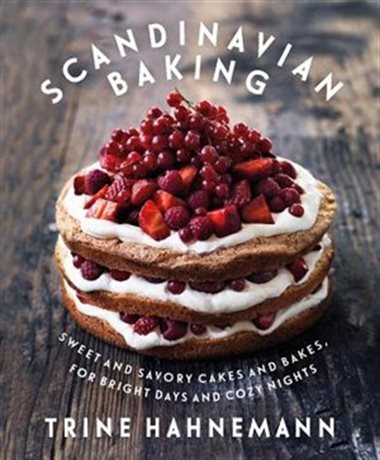 SCANDINAVIAN
BAKING
SWEET AND SAVORY CAKES AND BAKES,
FOR BRIGHT DAYS AND COZY NIGHTS
TRINE HAHNEMANN